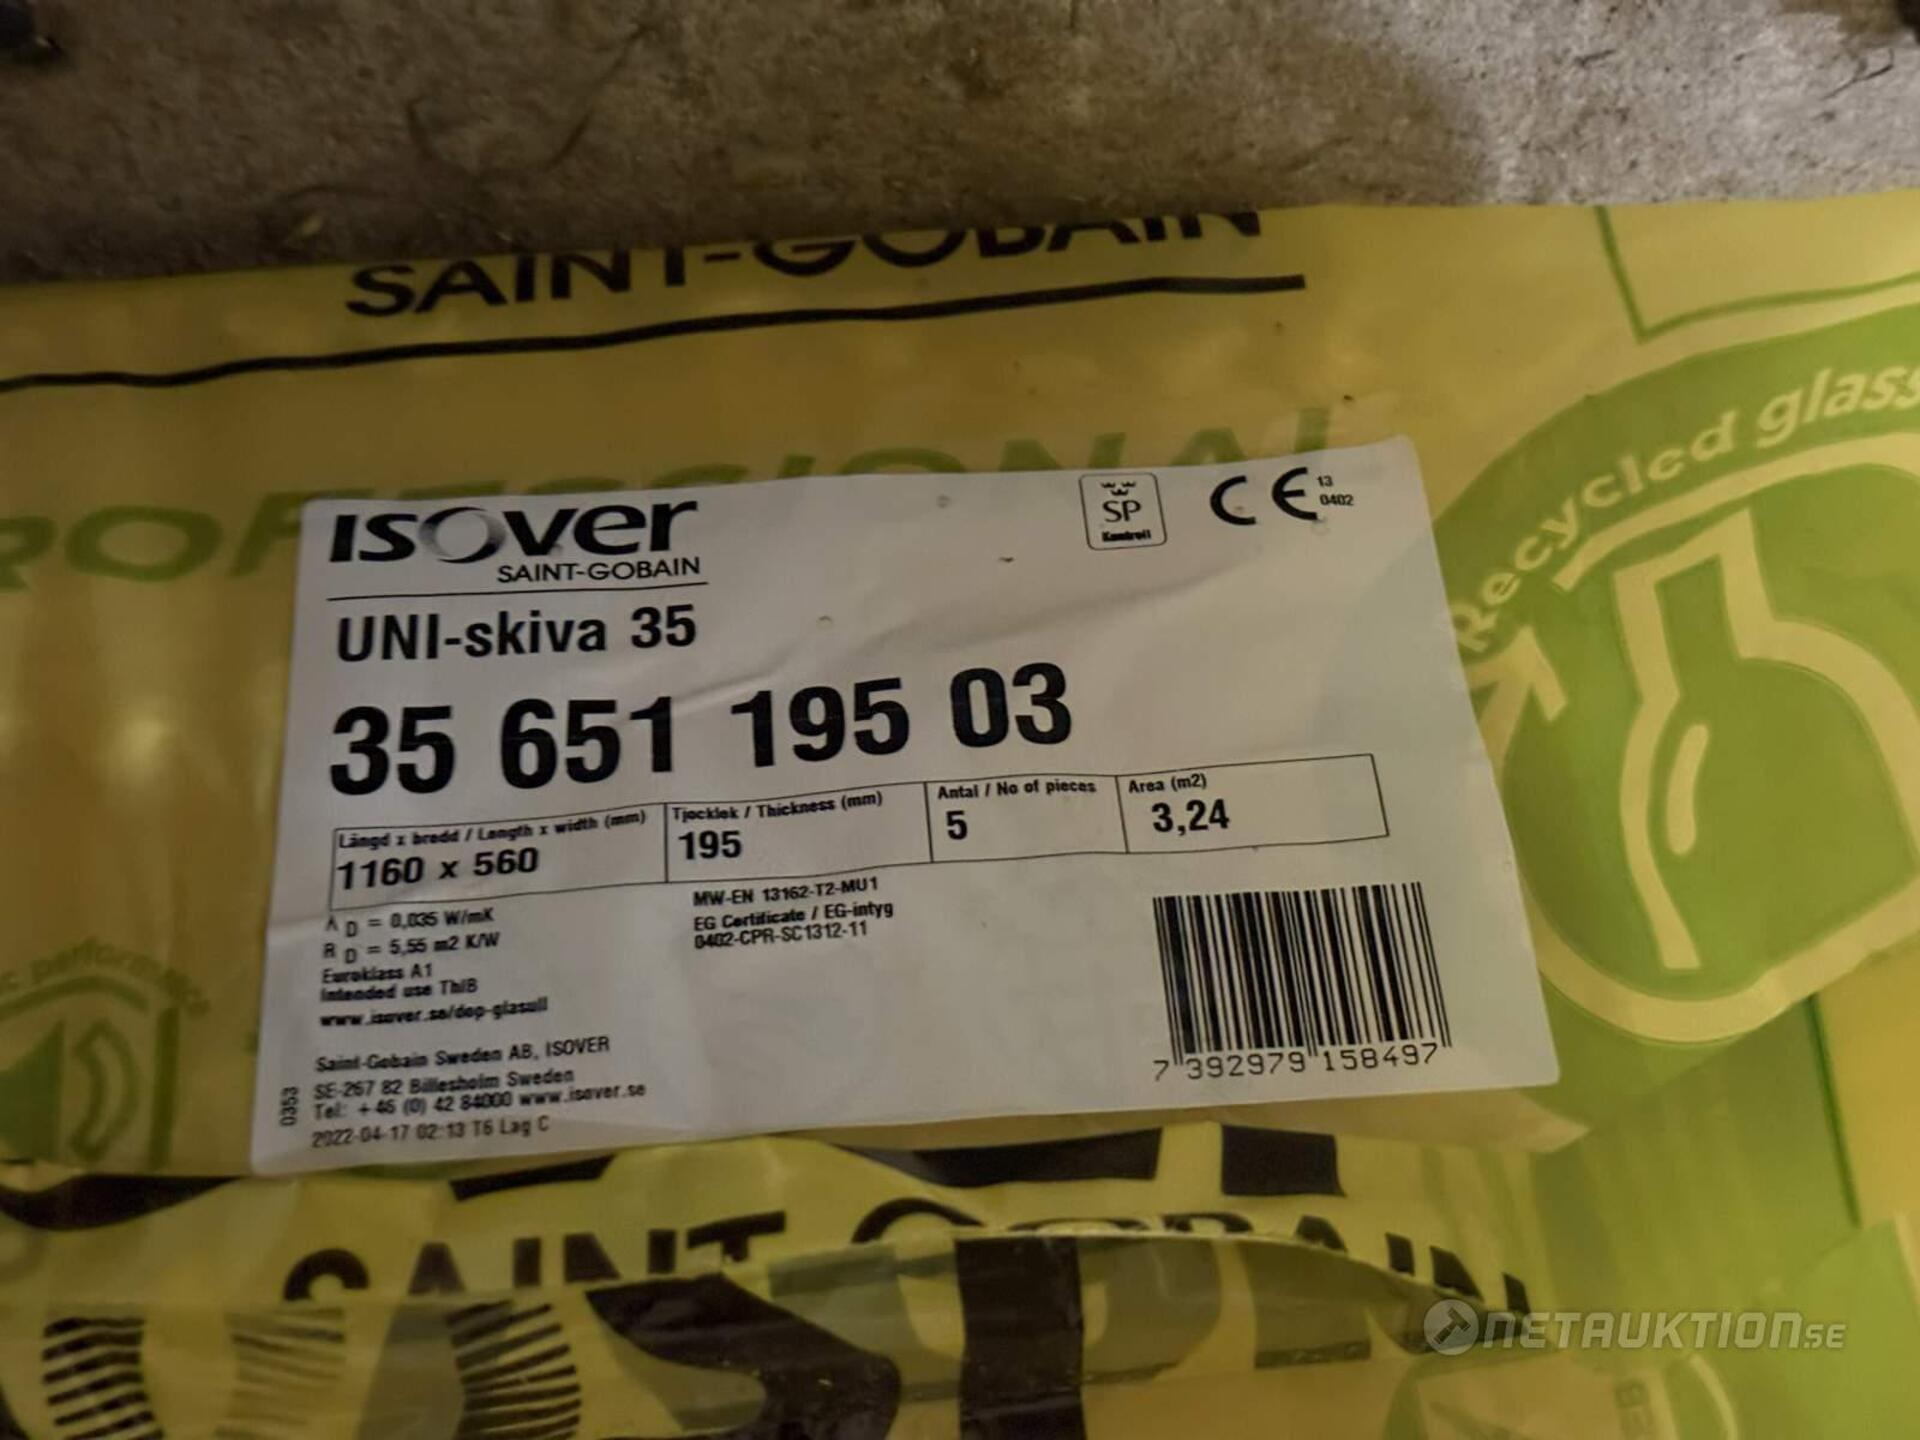 SAINT-GOBAIN
PROFESSIONAL
Recycled glass
ISOVER
SAINT-GOBAIN
SP
Kontroll
CE 13
0402
UNI-skiva 35
35 651 195 03
Längd x bredd / Length x width (mm)
1160 x 560
Tjocklek / Thickness (mm)
195
Antal / No of pieces
5
Area (m2)
3,24
λ D = 0,035 W/mK
R D = 5,55 m2 K/W
Euroklass A1
Intended use ThIB
www.isover.se/dop-glasull
MW-EN 13162-T2-MU1
EG Certificate / EG-intyg
0402-CPR-SC1312-11
Saint-Gobain Sweden AB, ISOVER
SE-267 82 Billesholm Sweden
Tel: +46 (0) 42 84000 www.isover.se
2022-04-17 02:13 T6 Lag C
0353
7 392979 158497
SAINT-GOBAIN
NETAUKTION.SE